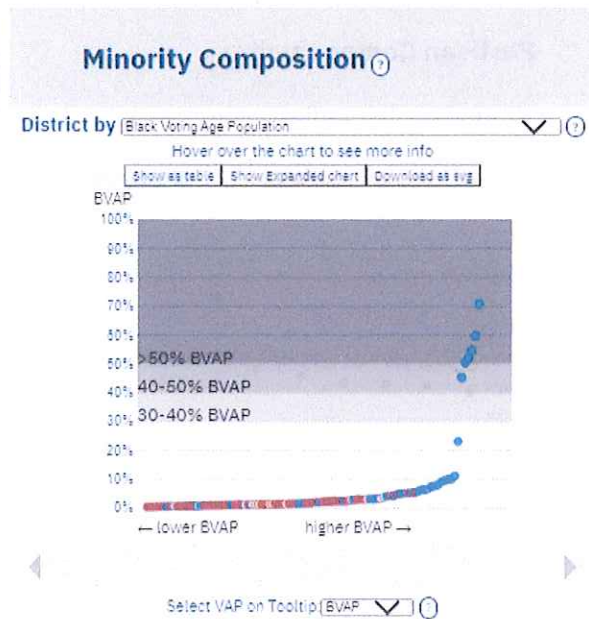 Minority Composition ?
District by Black Voting Age Population ?
Hover over the chart to see more info
Show as table Show Expanded chart Download as svg
BVAP
100%
90%
80%
70%
60%
50% >50% BVAP
40% 40-50% BVAP
30% 30-40% BVAP
20%
10%
0%
← lower BVAP higher BVAP →
Select VAP on Tooltip: BVAP ?